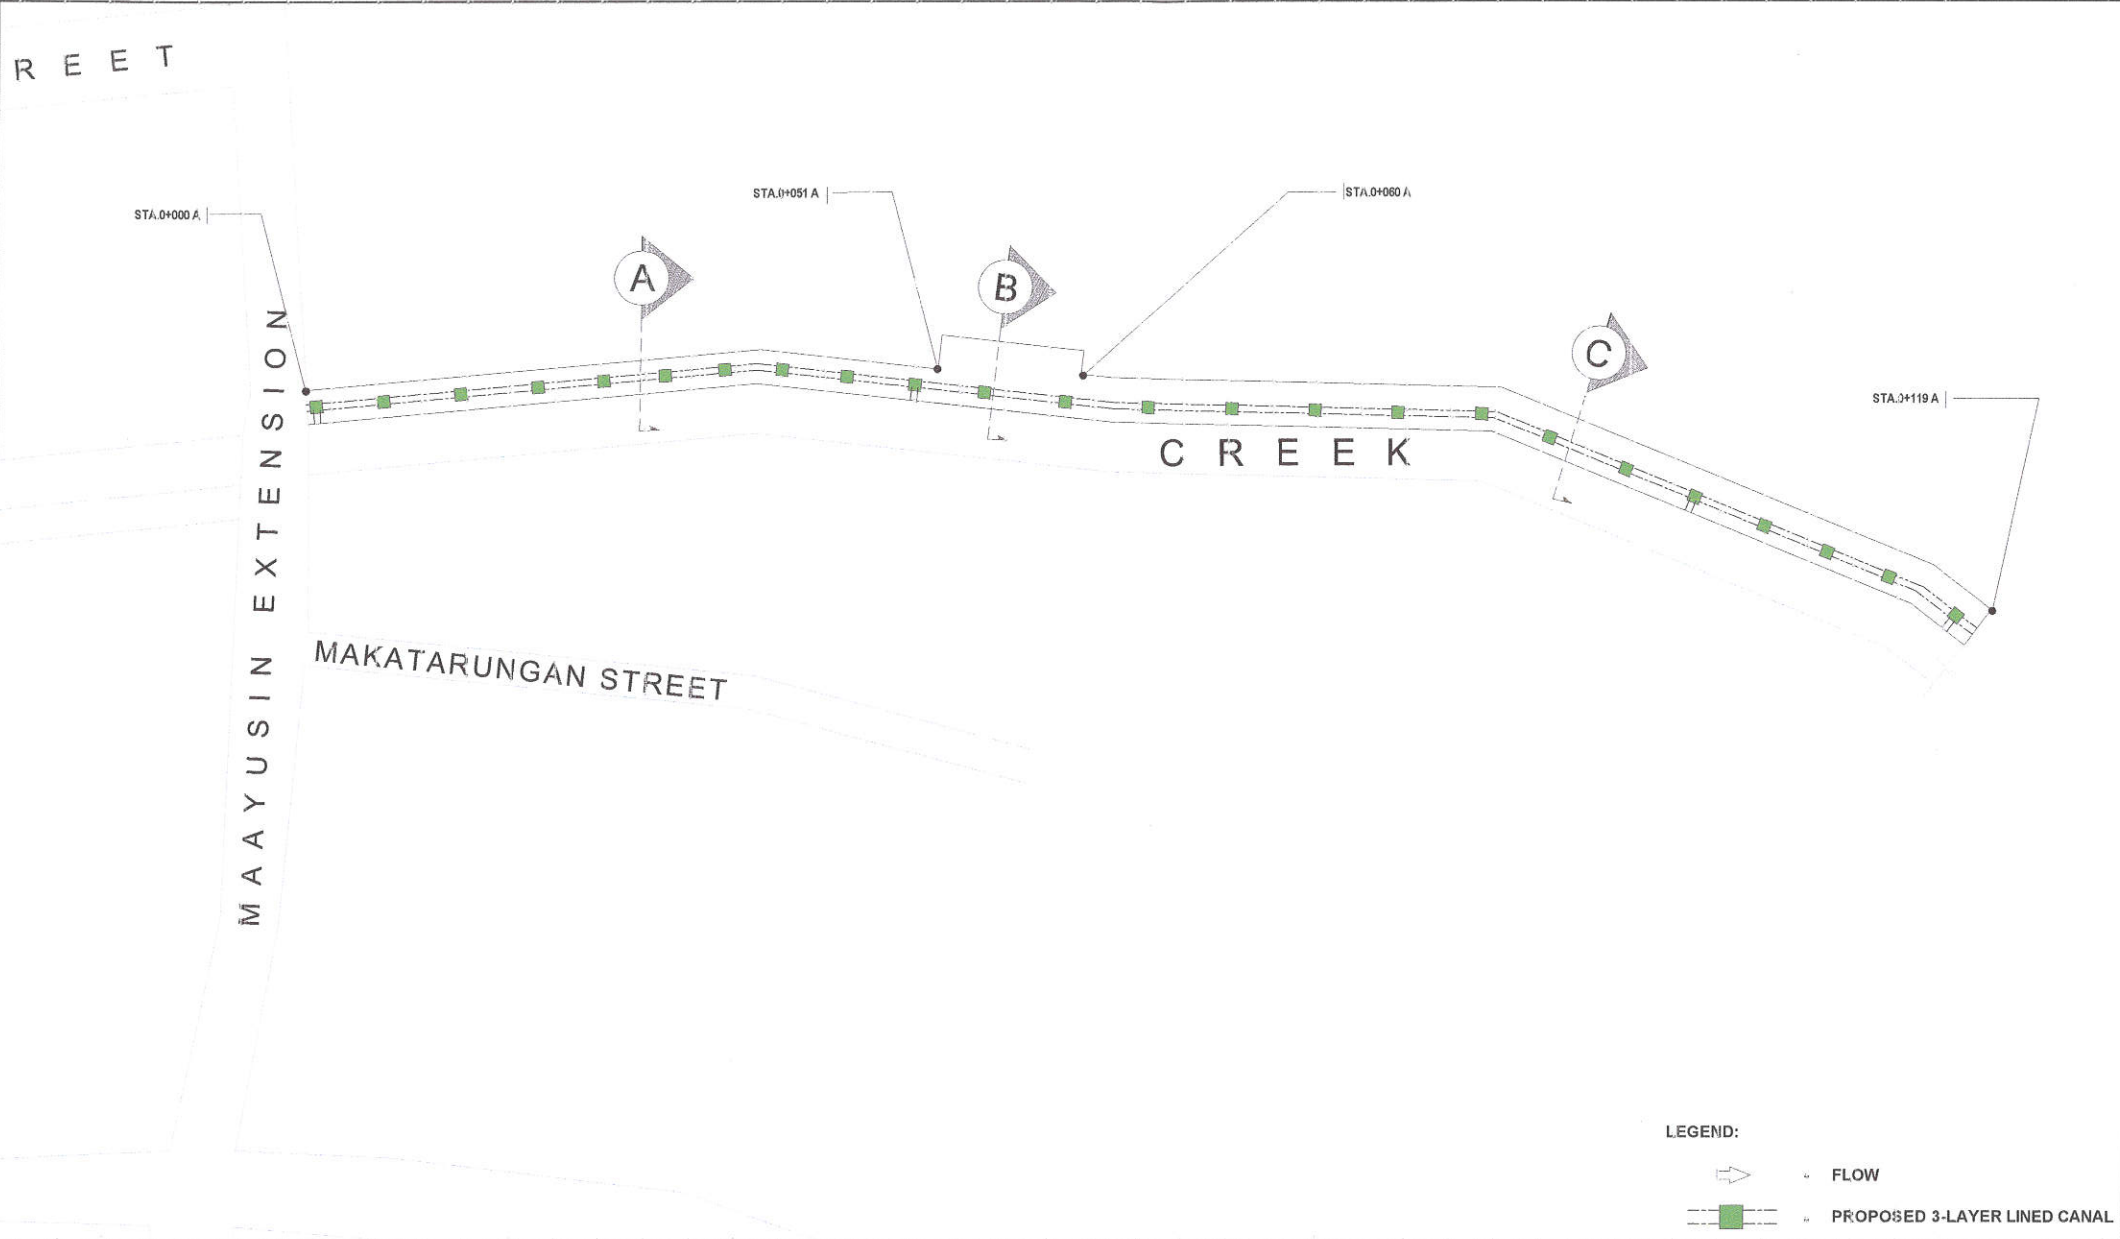 REET
STA.0+000 A
STA.0+051 A
STA.0+060 A
A
B
C
STA.0+119 A
CREEK
MAAYUSIN EXTENSION
MAKATARUNGAN STREET
LEGEND:
FLOW
PROPOSED 3-LAYER LINED CANAL